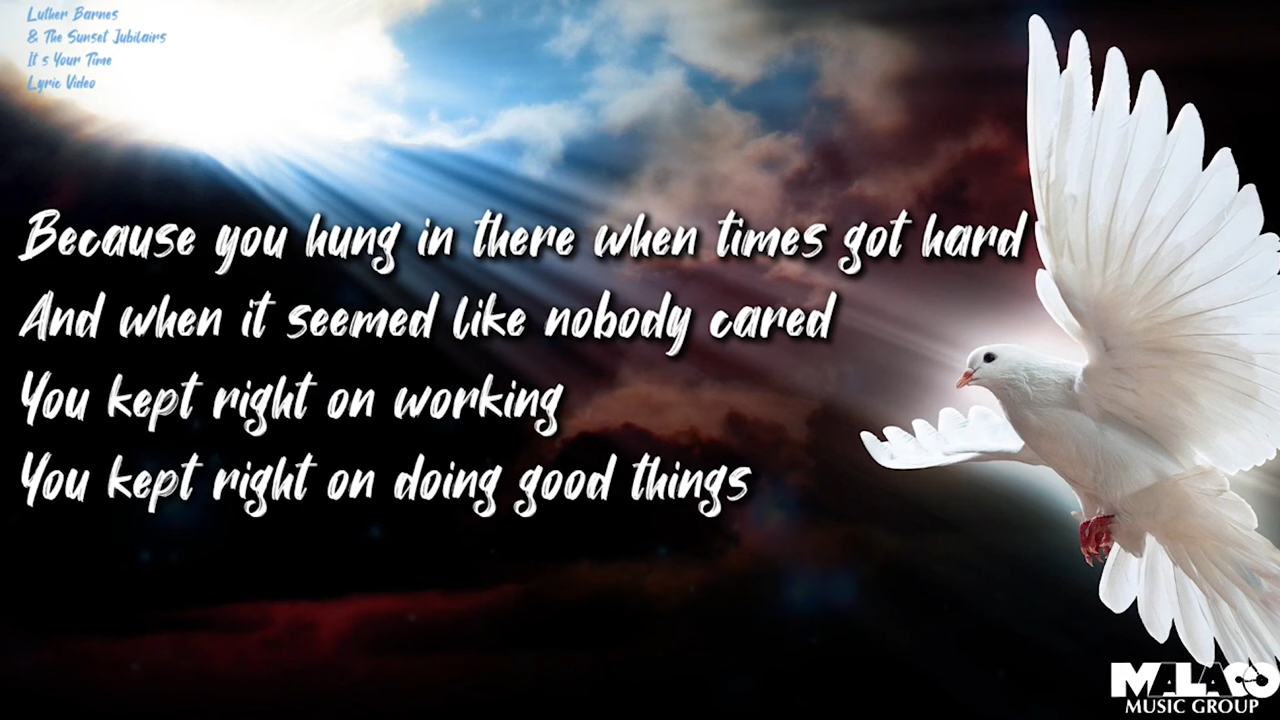 Luther Barnes
& The Sunset Jubilairs
It s Your Time
Lyric Video
Because you hung in there when times got hard
And when it seemed like nobody cared
You kept right on working
You kept right on doing good things
MALACO
MUSIC GROUP